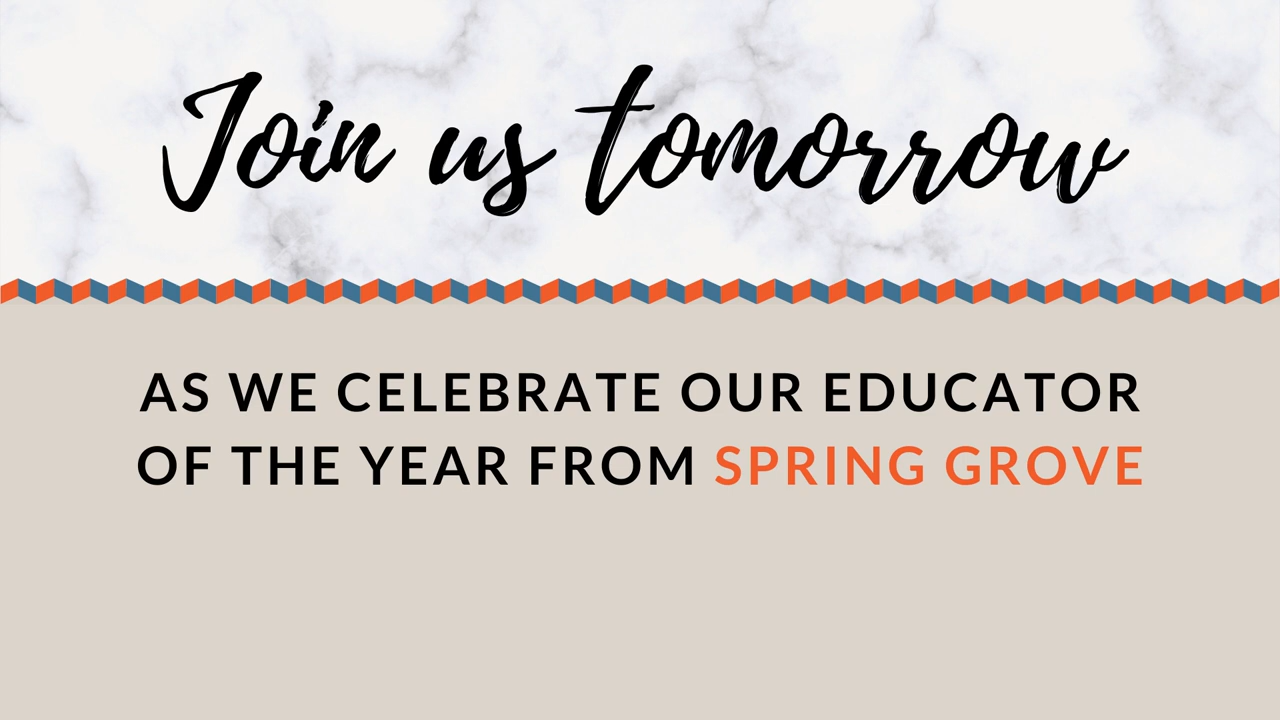 Join us tomorrow
AS WE CELEBRATE OUR EDUCATOR
OF THE YEAR FROM SPRING GROVE